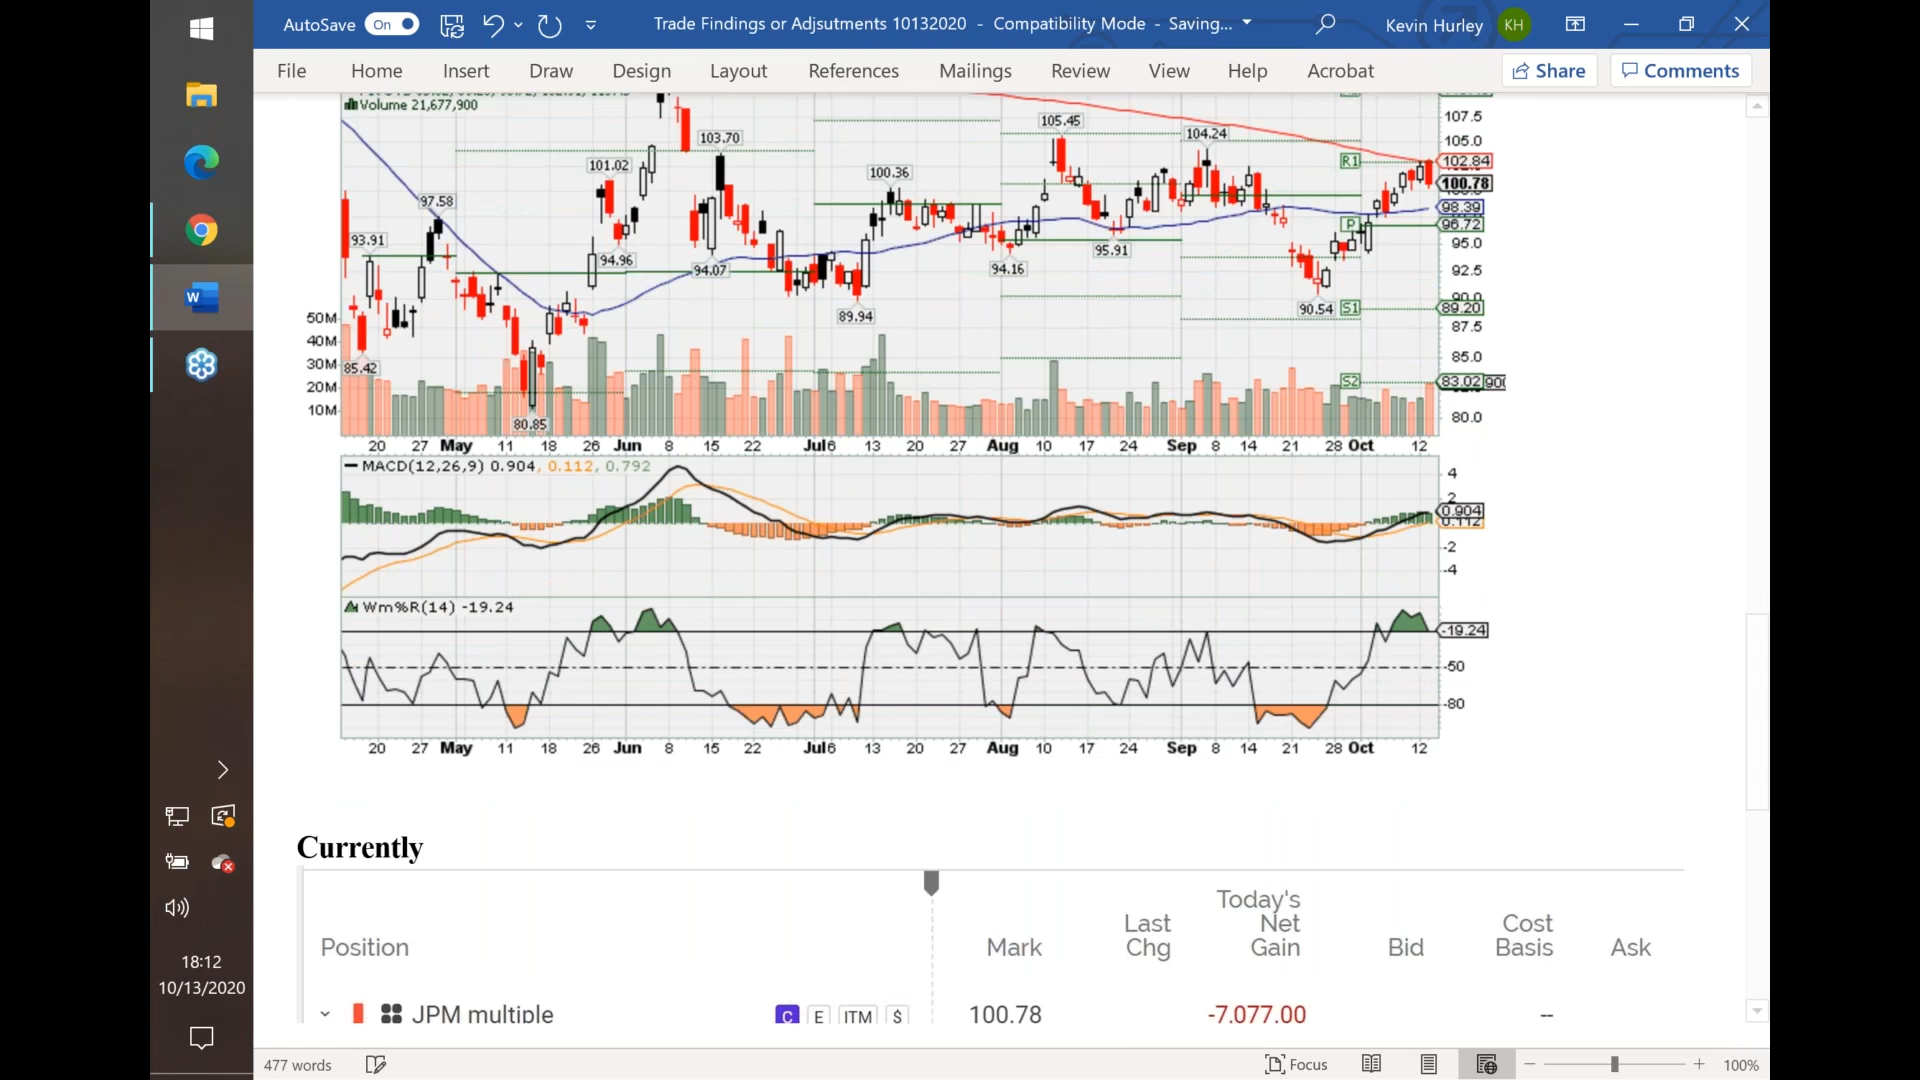 AutoSave On
Trade Findings or Adjsutments 10132020 - Compatibility Mode - Saving...
Kevin Hurley KH
File Home Insert Draw Design Layout References Mailings Review View Help Acrobat
Share Comments
Volume 21,677,900
107.5
105.0
R1 102.84
100.78
98.39
P 96.72
95.0
92.5
90.0
S1 89.20
87.5
85.0
S2 83.02
80.0
93.91
97.58
101.02
103.70
100.36
105.45
104.24
94.96
94.07
89.94
94.16
95.91
90.54
85.42
80.85
50M
40M
30M
20M
10M
20 27 May 11 18 26 Jun 8 15 22 Jul 6 13 20 27 Aug 10 17 24 Sep 8 14 21 28 Oct 12
MACD(12,26,9) 0.904, 0.112, 0.792
4
2
0.904
0.112
-2
-4
Wm%R(14) -19.24
-19.24
-50
-80
20 27 May 11 18 26 Jun 8 15 22 Jul 6 13 20 27 Aug 10 17 24 Sep 8 14 21 28 Oct 12
Currently
Position Mark Last Chg Today's Net Gain Bid Cost Basis Ask
JPM multiple C E ITM $ 100.78 -7,077.00 --
18:12
10/13/2020
477 words
Focus
100%